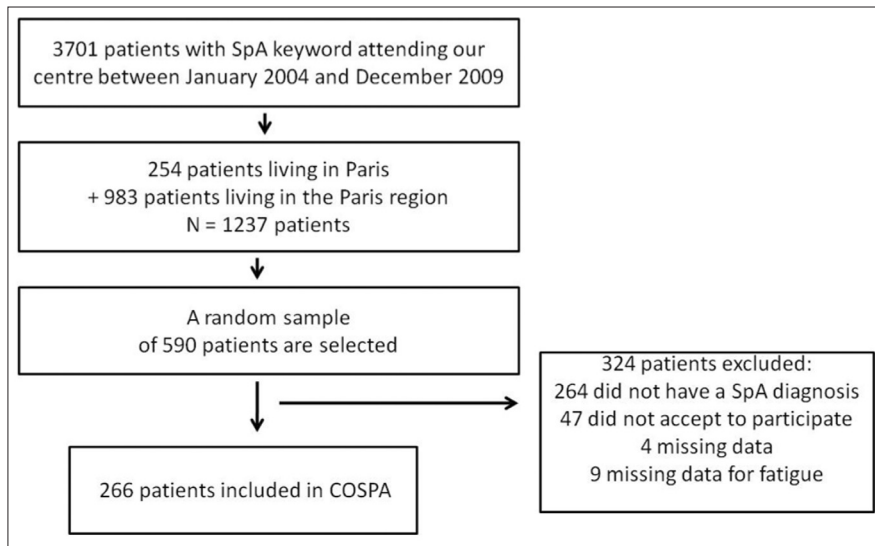 3701 patients with SpA keyword attending our
centre between January 2004 and December 2009
254 patients living in Paris
+ 983 patients living in the Paris region
N = 1237 patients
A random sample
of 590 patients are selected
324 patients excluded:
264 did not have a SpA diagnosis
47 did not accept to participate
4 missing data
9 missing data for fatigue
266 patients included in COSPA